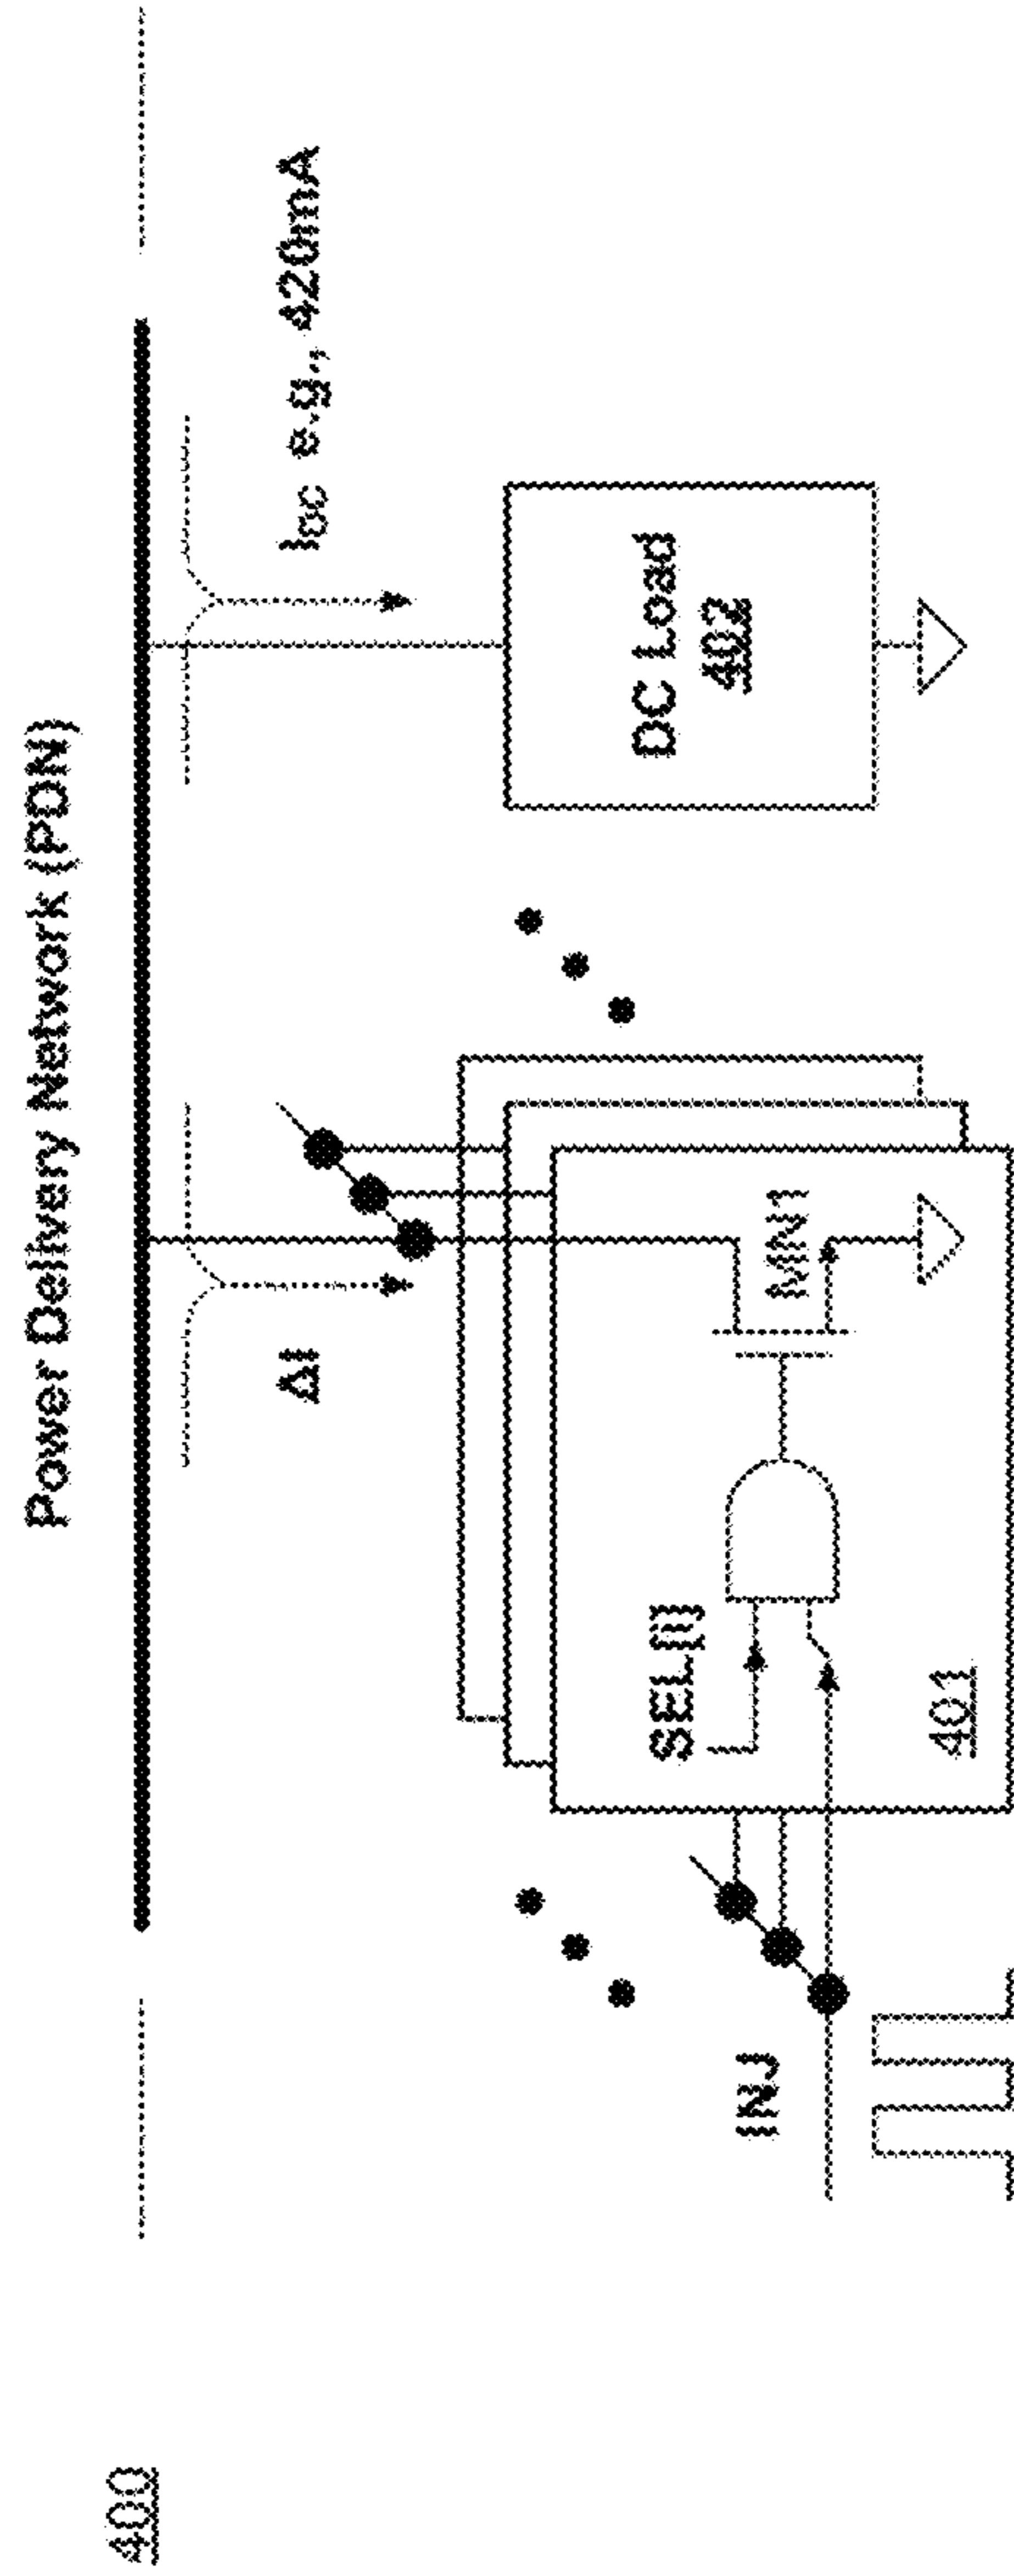 400
Power Delivery Network (PDN)
ΔI
IDC e.g., 420mA
INJ
SEL[i]
MN1
401
DC Load
402